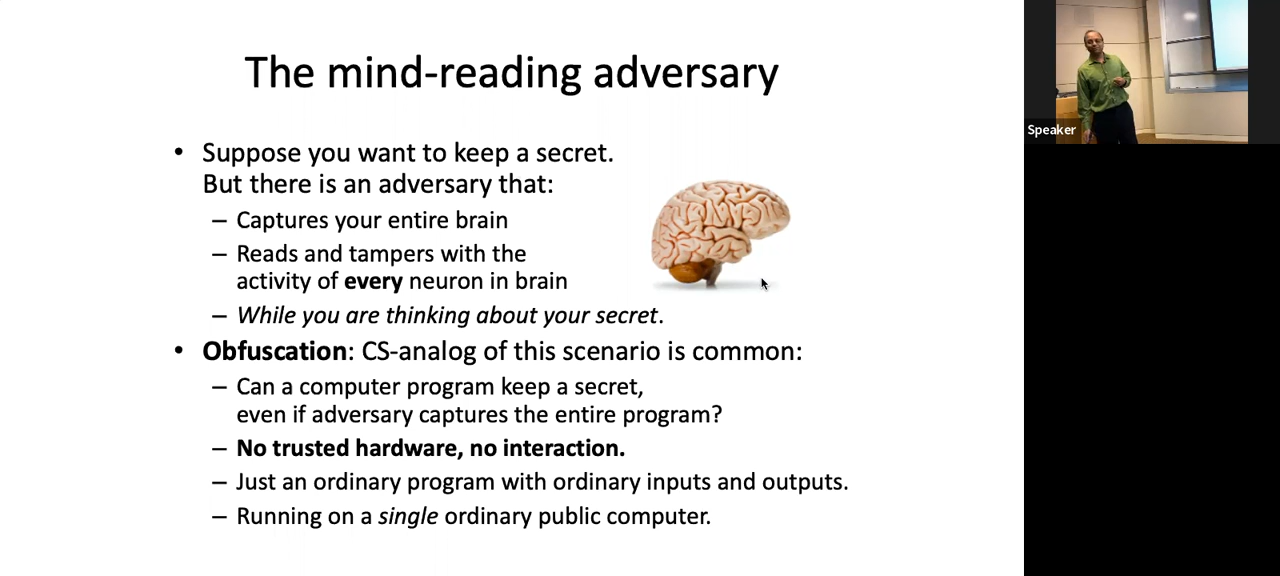 The mind-reading adversary
• Suppose you want to keep a secret.
But there is an adversary that:
– Captures your entire brain
– Reads and tampers with the
activity of every neuron in brain
– While you are thinking about your secret.
• Obfuscation: CS-analog of this scenario is common:
– Can a computer program keep a secret,
even if adversary captures the entire program?
– No trusted hardware, no interaction.
– Just an ordinary program with ordinary inputs and outputs.
– Running on a single ordinary public computer.
Speaker